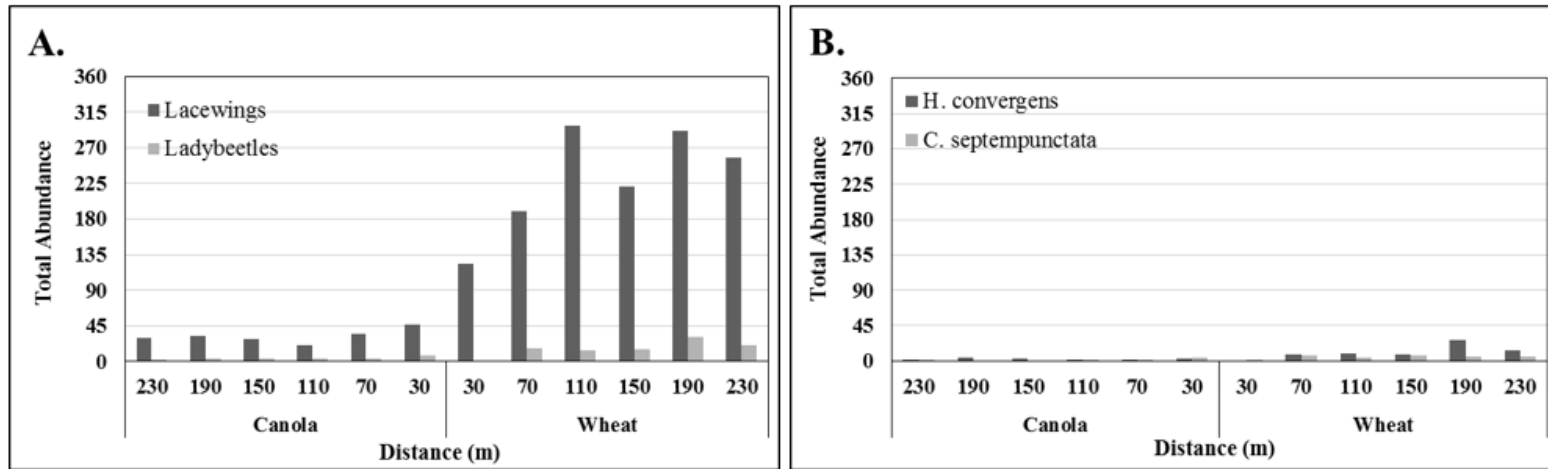 A.
Total Abundance
360
315
270
225
180
135
90
45
0
Lacewings
Ladybeetles
230 190 150 110 70 30 30 70 110 150 190 230
Canola Wheat
Distance (m)
B.
Total Abundance
360
315
270
225
180
135
90
45
0
H. convergens
C. septempunctata
230 190 150 110 70 30 30 70 110 150 190 230
Canola Wheat
Distance (m)